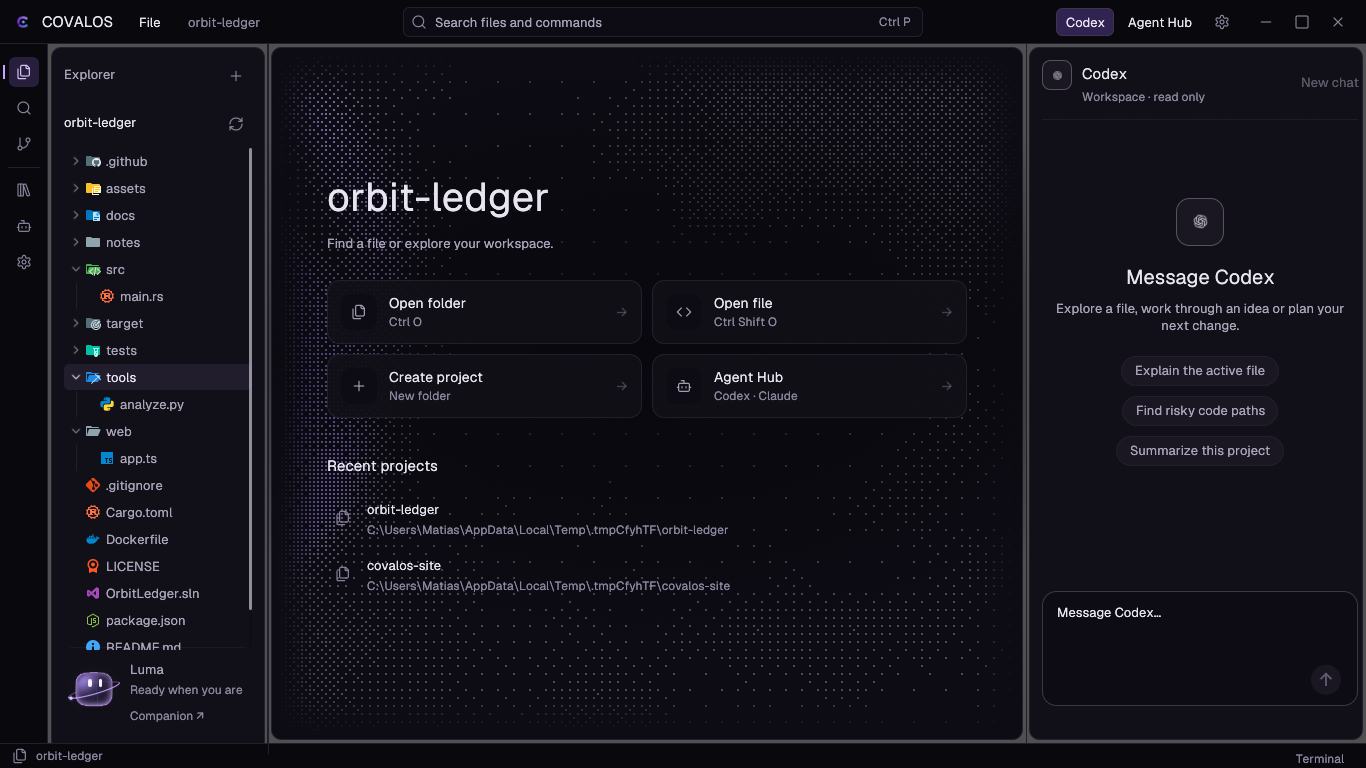 COVALOS
File
orbit-ledger
Search files and commands
Ctrl P
Codex
Agent Hub
Explorer
orbit-ledger
.github
assets
docs
notes
src
main.rs
target
tests
tools
analyze.py
web
TS
app.ts
.gitignore
Cargo.toml
Dockerfile
LICENSE
OrbitLedger.sln
package.json
README.md
Luma
Ready when you are
Companion ↗
orbit-ledger
Find a file or explore your workspace.
Open folder
Ctrl O
Open file
Ctrl Shift O
Create project
New folder
Agent Hub
Codex · Claude
Recent projects
orbit-ledger
C:\Users\Matias\AppData\Local\Temp\.tmpCfyhTF\orbit-ledger
covalos-site
C:\Users\Matias\AppData\Local\Temp\.tmpCfyhTF\covalos-site
Codex
Workspace · read only
New chat
Message Codex
Explore a file, work through an idea or plan your
next change.
Explain the active file
Find risky code paths
Summarize this project
Message Codex…
orbit-ledger
Terminal